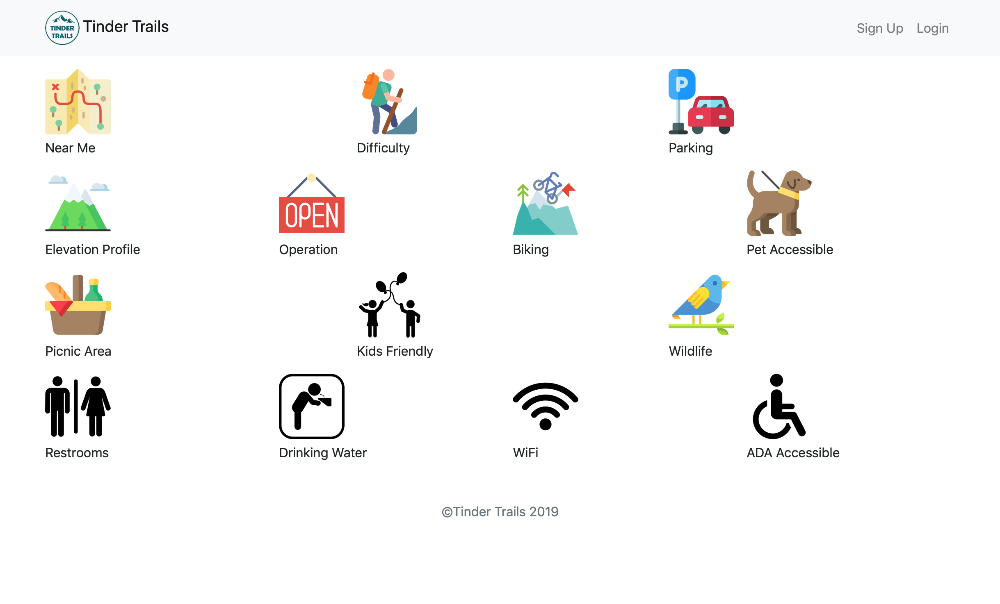 TINDER
TRAILS
Tinder Trails
Sign Up Login
P
Near Me Difficulty Parking
OPEN
Elevation Profile Operation Biking Pet Accessible
Picnic Area Kids Friendly Wildlife
Restrooms Drinking Water WiFi ADA Accessible
©Tinder Trails 2019